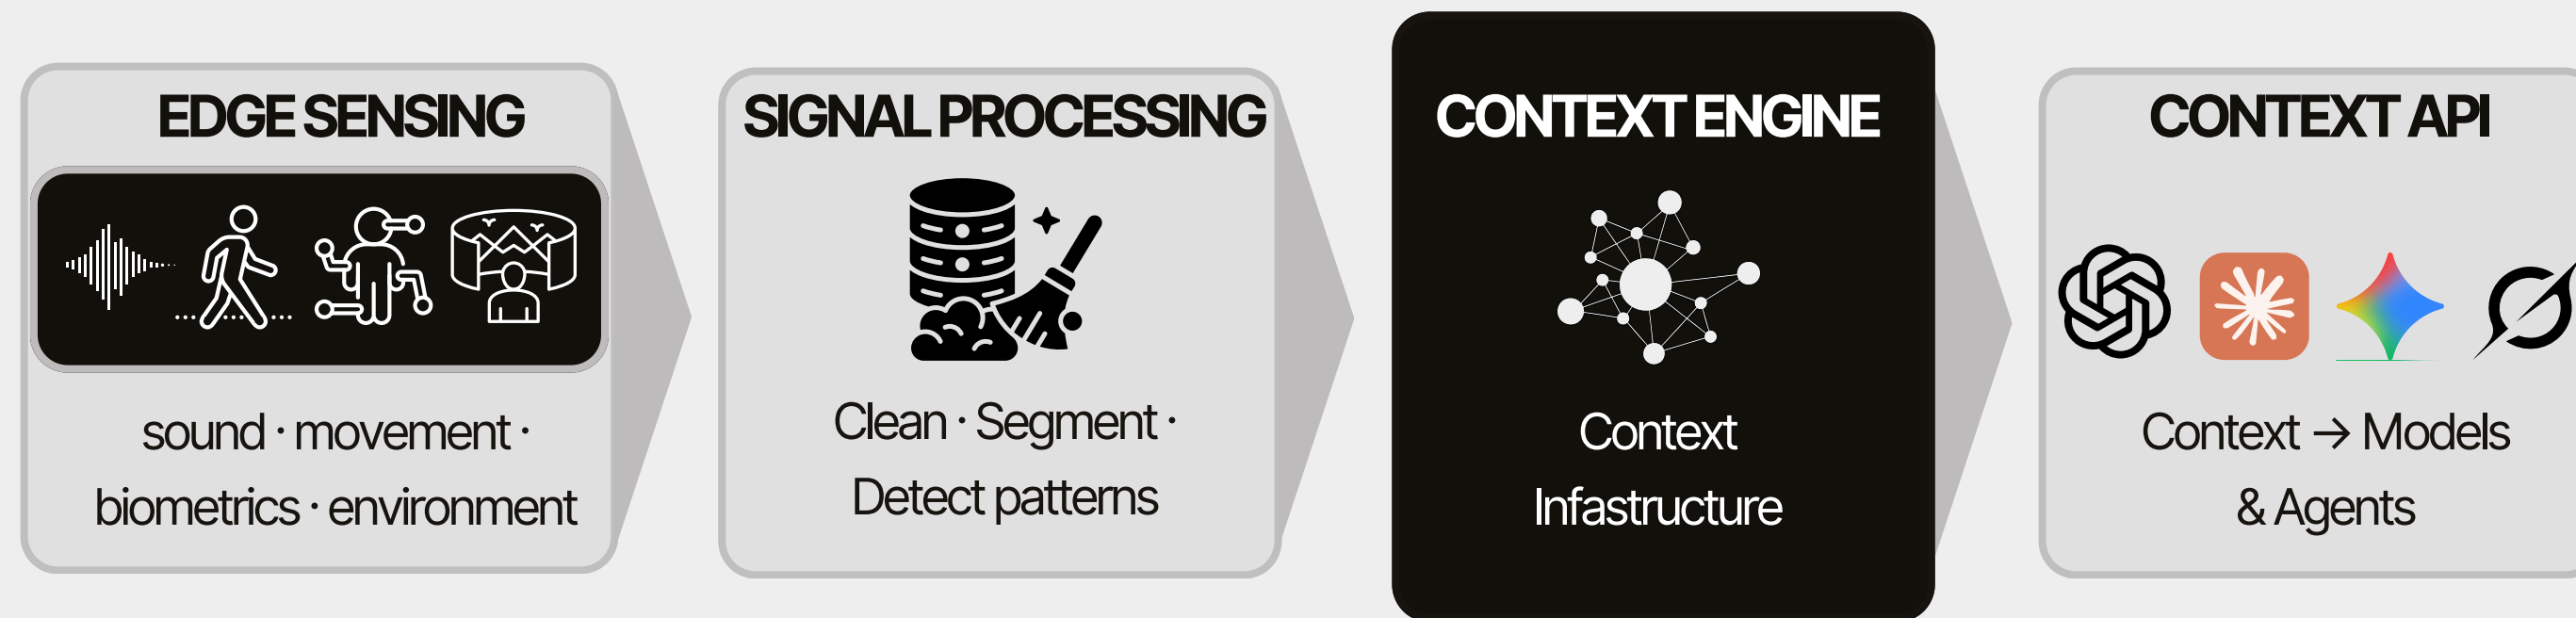 EDGE SENSING
sound · movement ·
biometrics · environment
SIGNAL PROCESSING
Clean · Segment ·
Detect patterns
CONTEXT ENGINE
Context
Infastructure
CONTEXT API
Context → Models
& Agents